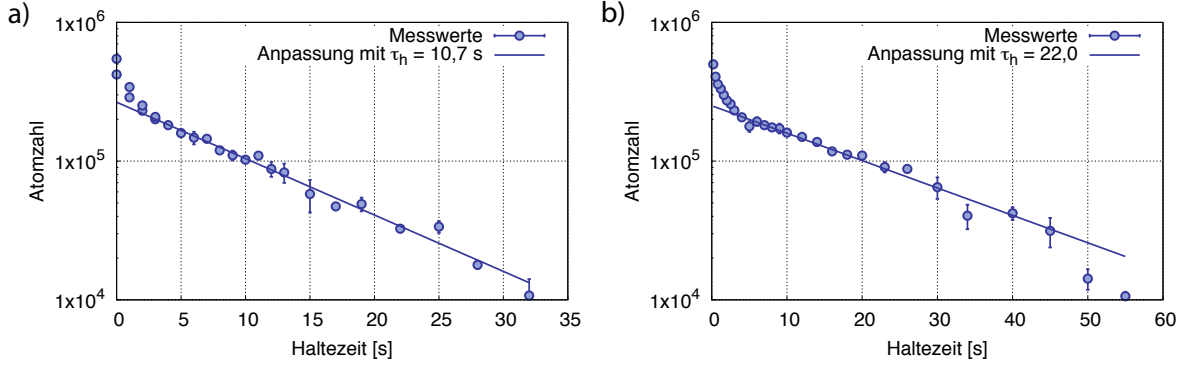 a)
Atomzahl
1x10^6
1x10^5
1x10^4
Messwerte
Anpassung mit τh = 10,7 s
0 5 10 15 20 25 30 35
Haltezeit [s]
b)
Atomzahl
1x10^6
1x10^5
1x10^4
Messwerte
Anpassung mit τh = 22,0
0 10 20 30 40 50 60
Haltezeit [s]